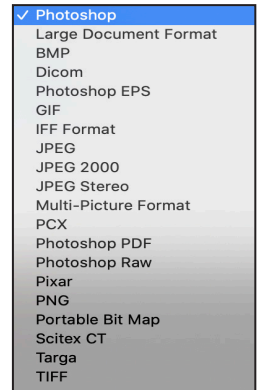 ✓ Photoshop
Large Document Format
BMP
Dicom
Photoshop EPS
GIF
IFF Format
JPEG
JPEG 2000
JPEG Stereo
Multi-Picture Format
PCX
Photoshop PDF
Photoshop Raw
Pixar
PNG
Portable Bit Map
Scitex CT
Targa
TIFF